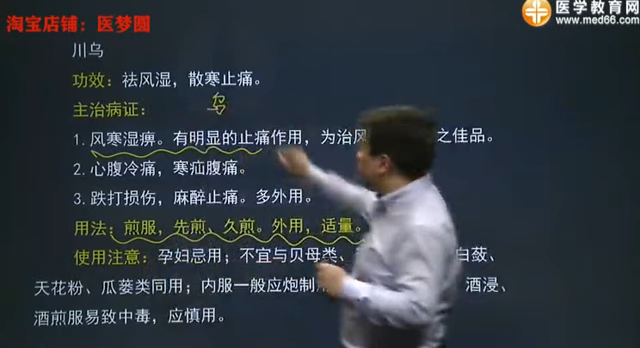 淘宝店铺：医梦圆
医学教育网
www.med66.com
川乌
功效：祛风湿，散寒止痛。
乌
主治病证：
1.风寒湿痹。有明显的止痛作用，为治风 之佳品。
2.心腹冷痛，寒疝腹痛。
3.跌打损伤，麻醉止痛。多外用。
用法：煎服，先煎、久煎。外用，适量。
使用注意：孕妇忌用；不宜与贝母类、 白蔹、
天花粉、瓜蒌类同用；内服一般应炮制 酒浸、
酒煎服易致中毒，应慎用。